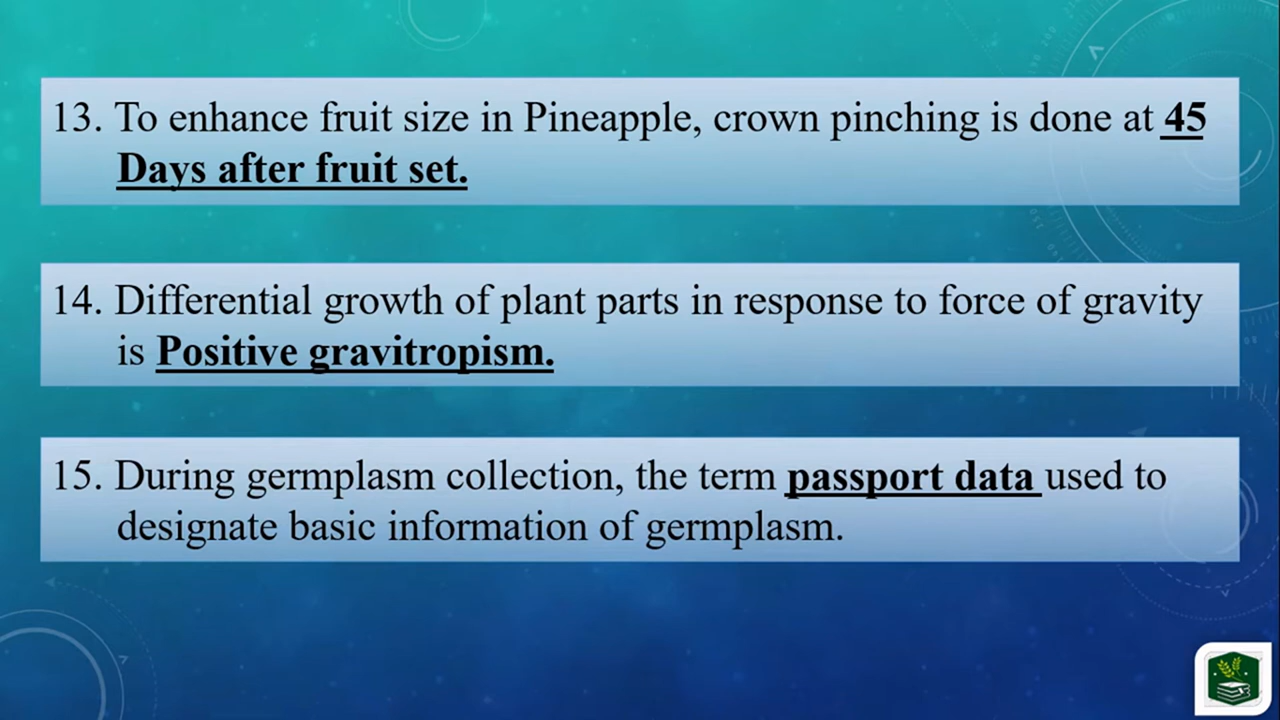 13. To enhance fruit size in Pineapple, crown pinching is done at 45
Days after fruit set.
14. Differential growth of plant parts in response to force of gravity
is Positive gravitropism.
15. During germplasm collection, the term passport data used to
designate basic information of germplasm.